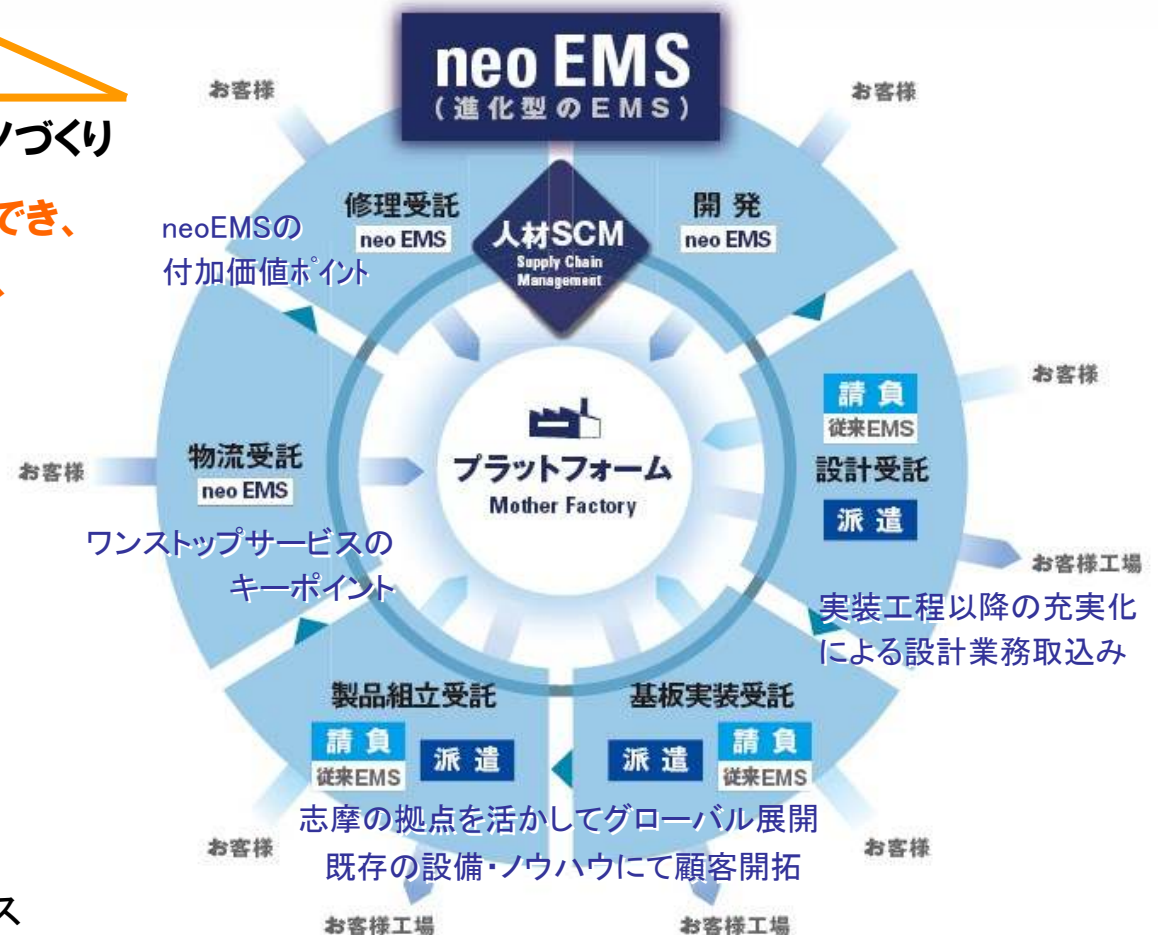 neo EMS
(進化型のEMS)
お客様
お客様
ノづくり
でき、
修理受託
neo EMS
人材SCM
Supply Chain
Management
開 発
neo EMS
neoEMSの
付加価値ﾎﾟｲﾝﾄ
お客様
請 負
従来EMS
設計受託
派 遣
プラットフォーム
Mother Factory
お客様
物流受託
neo EMS
ワンストップサービスの
キーポイント
お客様工場
実装工程以降の充実化
による設計業務取込み
製品組立受託
請 負
従来EMS
派 遣
基板実装受託
派 遣
請 負
従来EMS
志摩の拠点を活かしてグローバル展開
既存の設備・ノウハウにて顧客開拓
お客様
お客様
ス
お客様工場
お客様工場